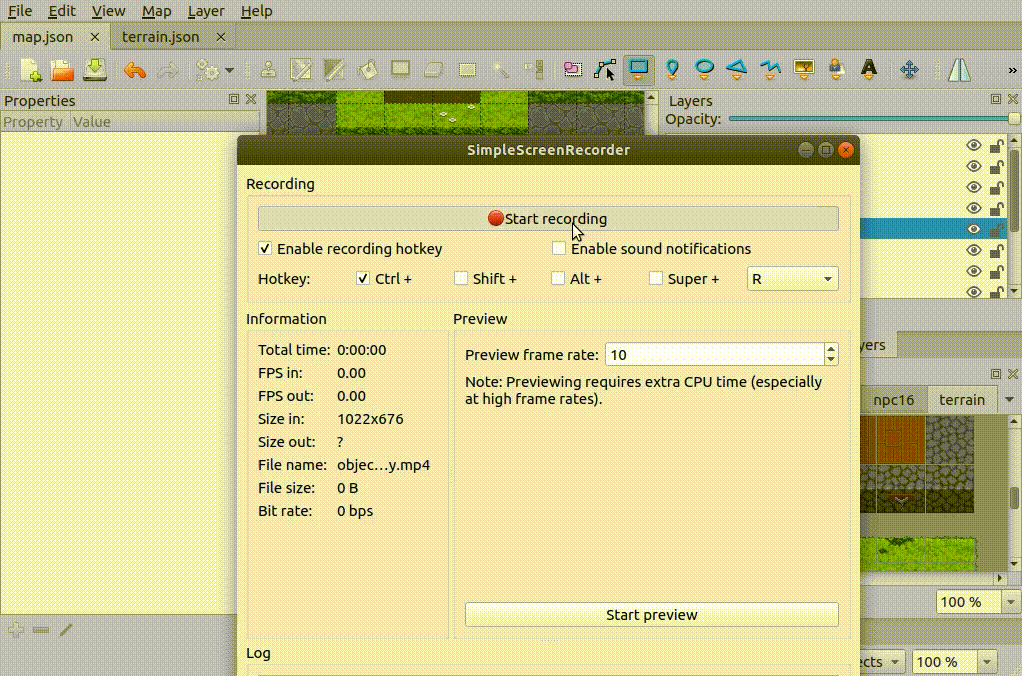 File Edit View Map Layer Help
map.json × terrain.json ×
A »
Properties
Layers
Property Value
Opacity:
SimpleScreenRecorder
Recording
Start recording
Enable recording hotkey
Enable sound notifications
Hotkey: Ctrl + Shift + Alt + Super + R
Information
Preview
Total time: 0:00:00
FPS in: 0.00
FPS out: 0.00
Size in: 1022x676
Size out: ?
File name: objec...y.mp4
File size: 0 B
Bit rate: 0 bps
Preview frame rate: 10
Note: Previewing requires extra CPU time (especially
at high frame rates).
Start preview
Log
yers
npc16 terrain
100 %
ects 100 %